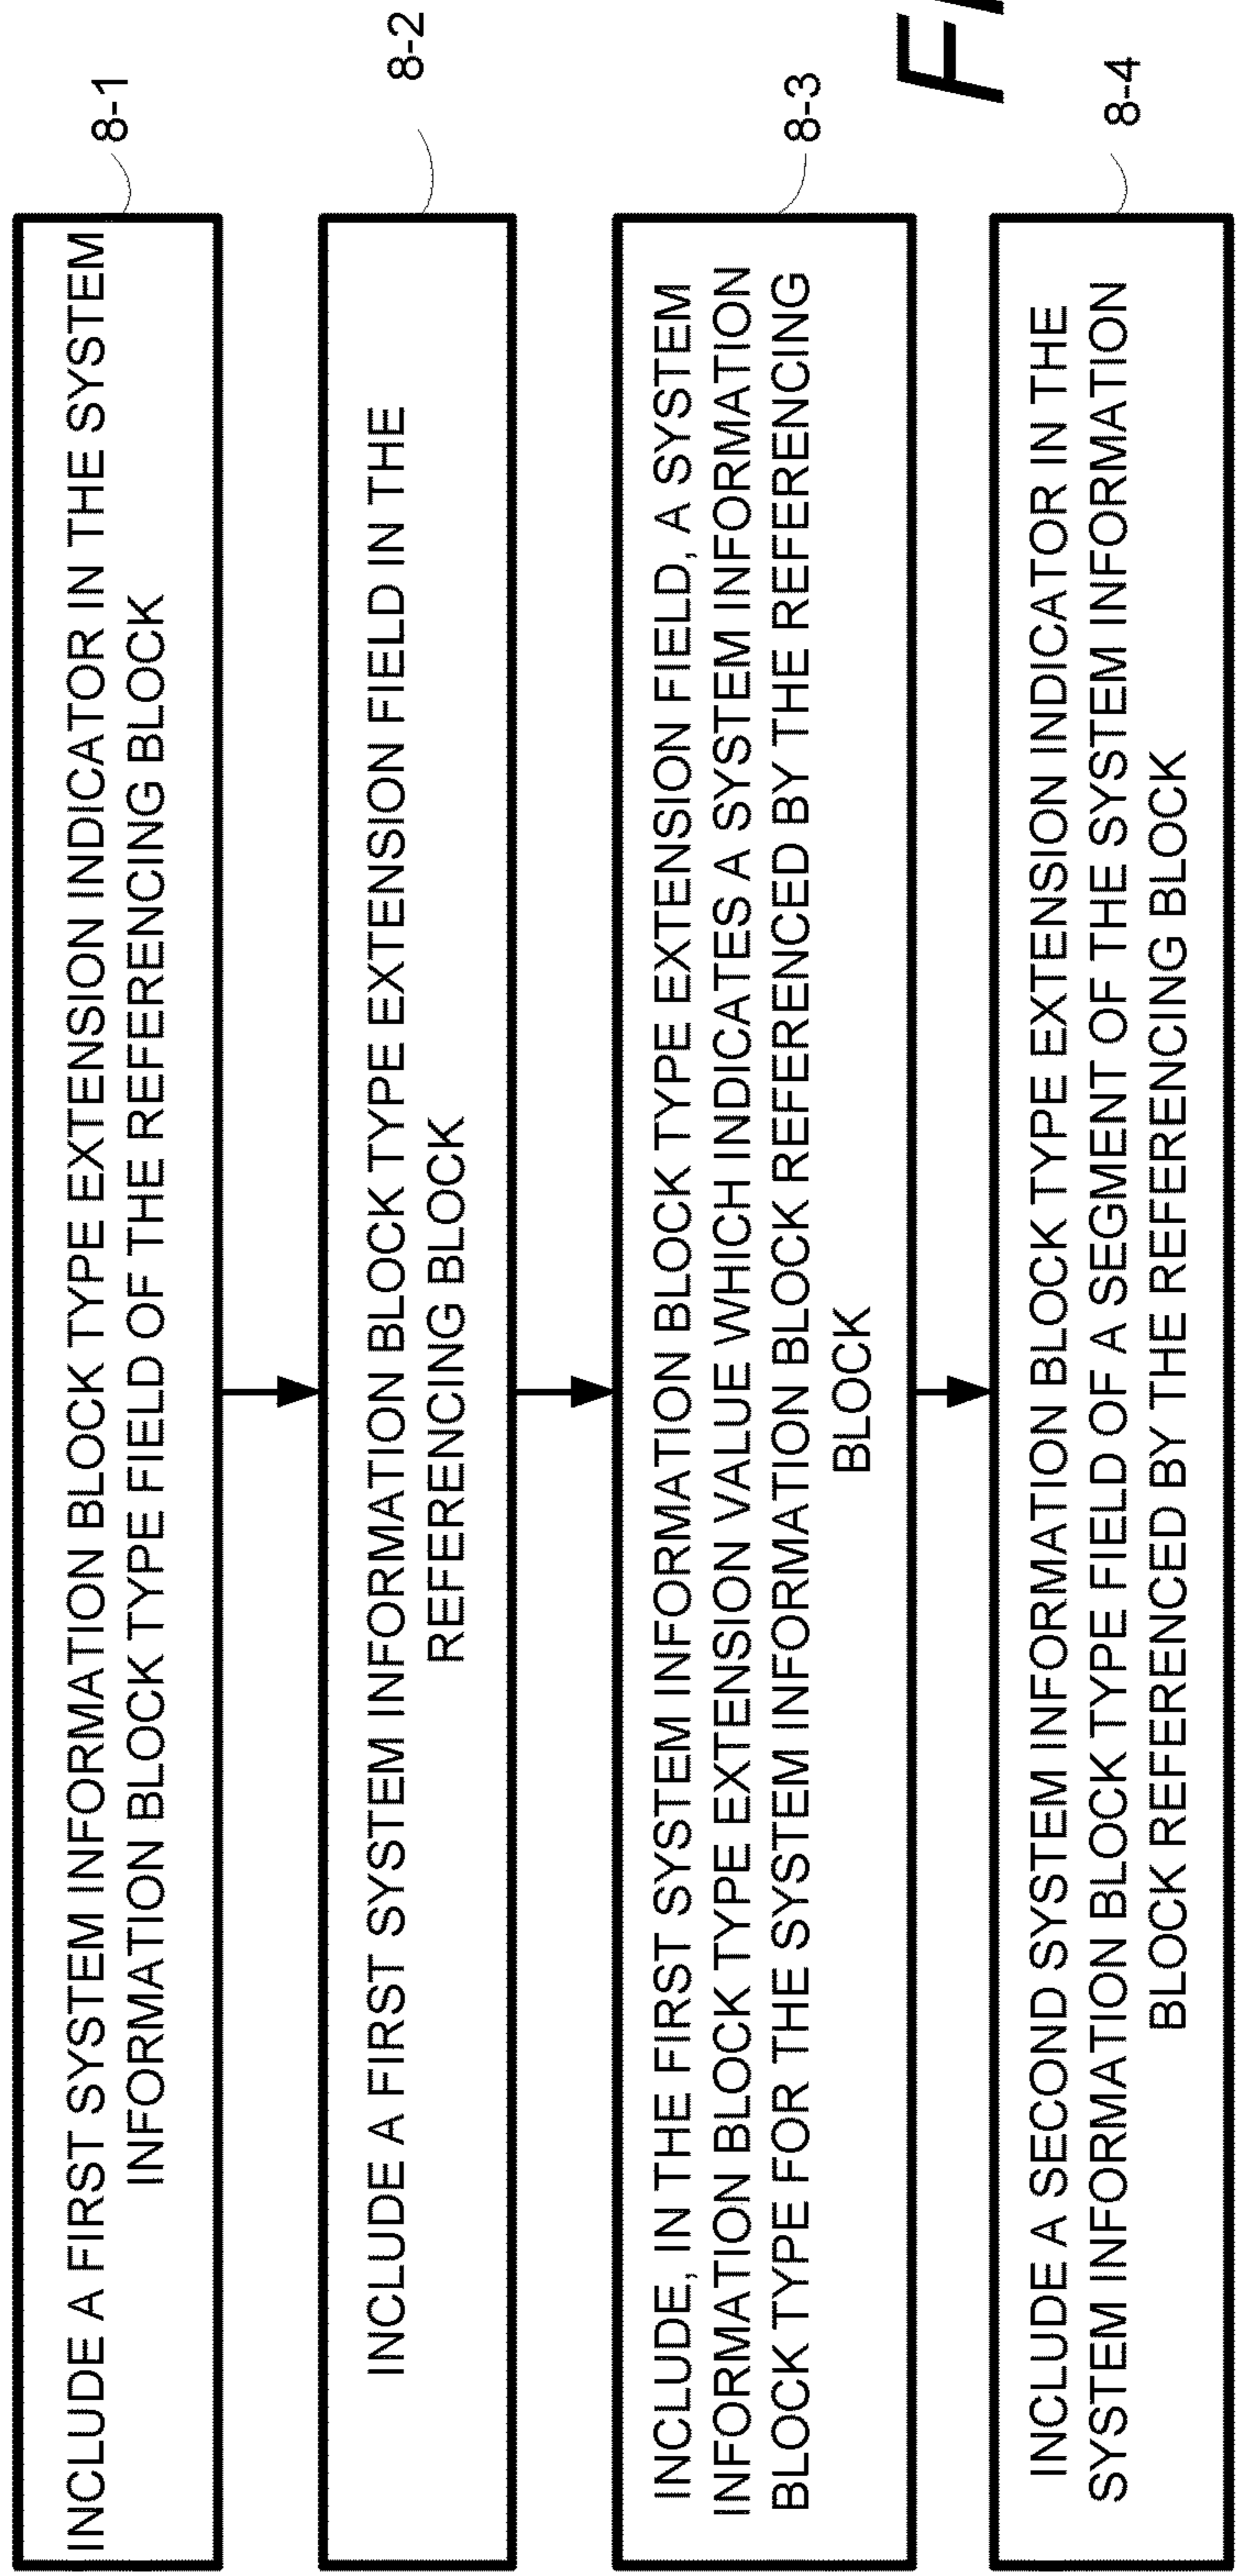 INCLUDE A FIRST SYSTEM INFORMATION BLOCK TYPE EXTENSION INDICATOR IN THE SYSTEM
INFORMATION BLOCK TYPE FIELD OF THE REFERENCING BLOCK
8-1
INCLUDE A FIRST SYSTEM INFORMATION BLOCK TYPE EXTENSION FIELD IN THE
REFERENCING BLOCK
8-2
INCLUDE, IN THE FIRST SYSTEM INFORMATION BLOCK TYPE EXTENSION FIELD, A SYSTEM
INFORMATION BLOCK TYPE EXTENSION VALUE WHICH INDICATES A SYSTEM INFORMATION
BLOCK TYPE FOR THE SYSTEM INFORMATION BLOCK REFERENCED BY THE REFERENCING
BLOCK
8-3
INCLUDE A SECOND SYSTEM INFORMATION BLOCK TYPE EXTENSION INDICATOR IN THE
SYSTEM INFORMATION BLOCK TYPE FIELD OF A SEGMENT OF THE SYSTEM INFORMATION
BLOCK REFERENCED BY THE REFERENCING BLOCK
8-4